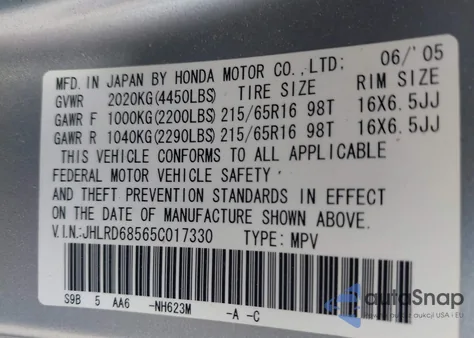 MFD. IN JAPAN BY HONDA MOTOR CO.,LTD: 06/'05
GVWR 2020KG(4450LBS) TIRE SIZE RIM SIZE
GAWR F 1000KG(2200LBS) 215/65R16 98T 16X6.5JJ
GAWR R 1040KG(2290LBS) 215/65R16 98T 16X6.5JJ
THIS VEHICLE CONFORMS TO ALL APPLICABLE
FEDERAL MOTOR VEHICLE SAFETY
AND THEFT PREVENTION STANDARDS IN EFFECT
ON THE DATE OF MANUFACTURE SHOWN ABOVE.
V.I.N:JHLRD68565C017330 TYPE: MPV
S9B 5 AA6 -NH623M -A -C
autoSnap